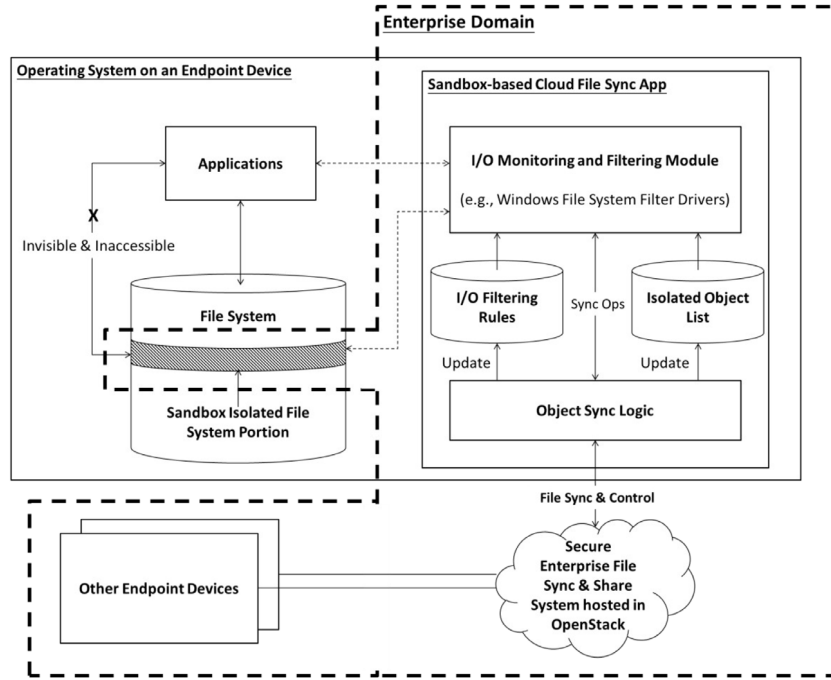 Enterprise Domain
Operating System on an Endpoint Device
Sandbox-based Cloud File Sync App
Applications
I/O Monitoring and Filtering Module
(e.g., Windows File System Filter Drivers)
X
Invisible & Inaccessible
File System
I/O Filtering
Rules
Sync Ops
Isolated Object
List
Update
Update
Sandbox Isolated File
System Portion
Object Sync Logic
File Sync & Control
Other Endpoint Devices
Secure
Enterprise File
Sync & Share
System hosted in
OpenStack